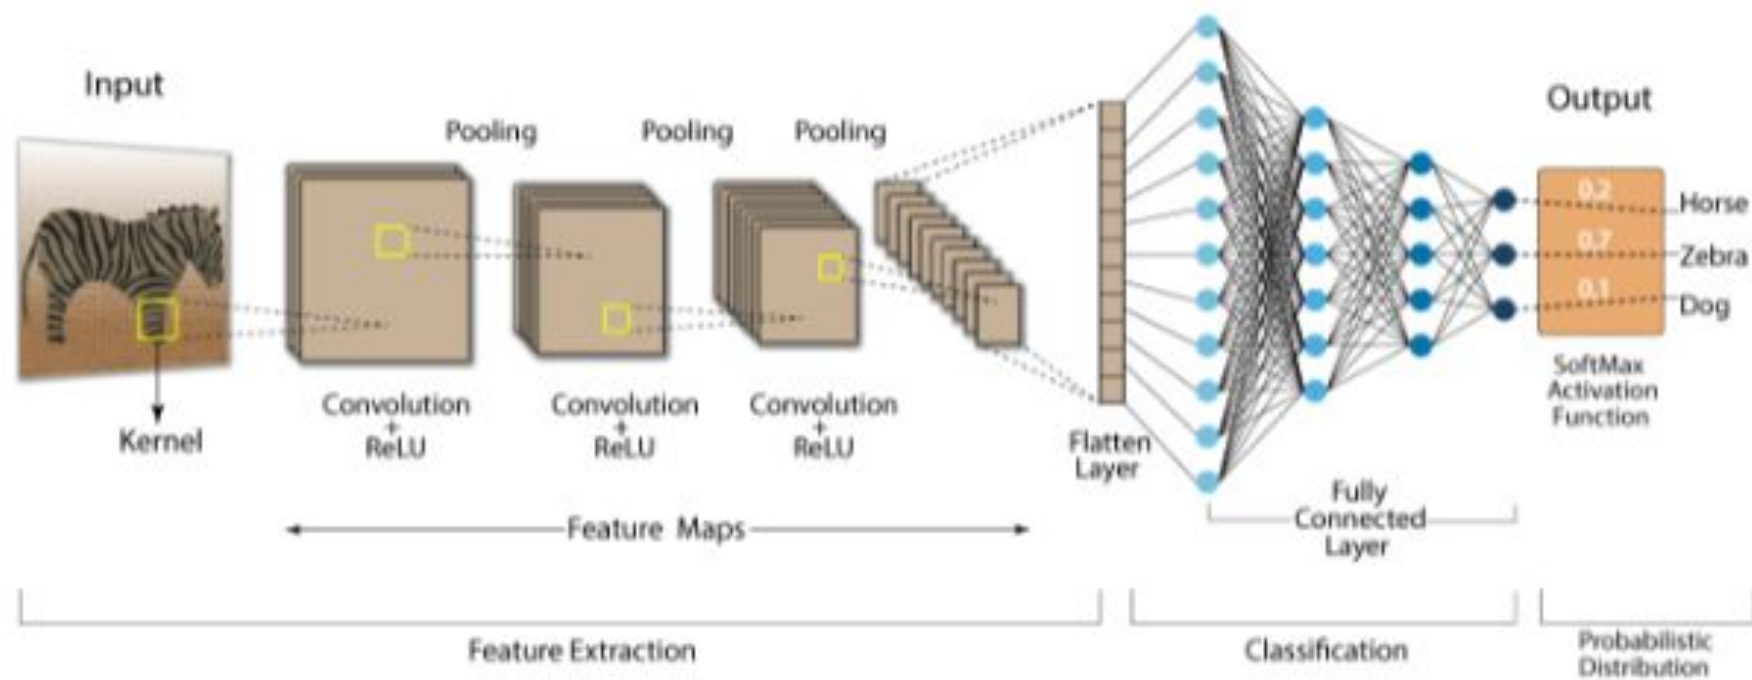 Input
Pooling
Pooling
Pooling
Output
0.2
Horse
0.7
Zebra
0.1
Dog
Kernel
Convolution
+
ReLU
Convolution
+
ReLU
Convolution
+
ReLU
Flatten
Layer
SoftMax
Activation
Function
Fully
Connected
Layer
Feature Maps
Feature Extraction
Classification
Probabilistic
Distribution